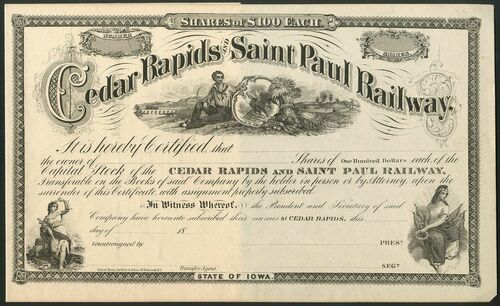 SHARES OF $100 EACH.
NUMBER
SHARES
Cedar Rapids AND Saint Paul Railway.
It is hereby Certified, that
the owner of Shares of One Hundred Dollars each of the
Capital Stock of the CEDAR RAPIDS AND SAINT PAUL RAILWAY,
Transferable on the Books of said Company by the holder in person or by Attorney, upon the
surrender of this Certificate, with assignment properly subscribed.
In Witness Whereof, the President and Secretary of said
Company have hereunto subscribed their names at CEDAR RAPIDS, this
day of 18
PREST
Countersigned by
Transfer Agent
SECY
STATE OF IOWA.